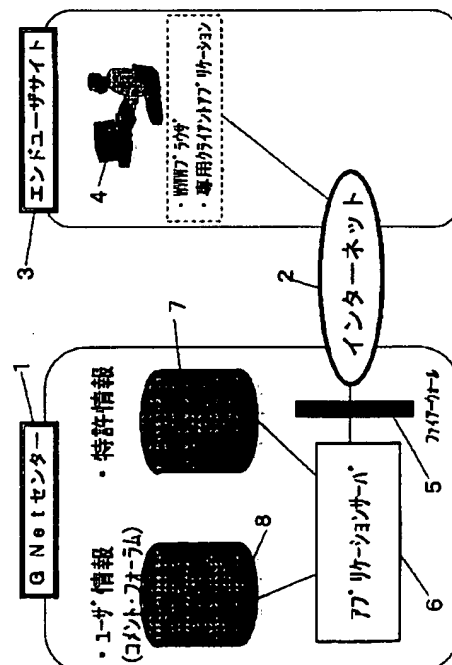 1
G Netセンター
・ユーザ情報
(コメント・フォーラム)
・特許情報
8
7
アプリケーションサーバ
6
ファイアーウォール
5
インターネット
2
3
エンドユーザサイト
4
・WWWブラウザ
・専用クライアントアプリケーション